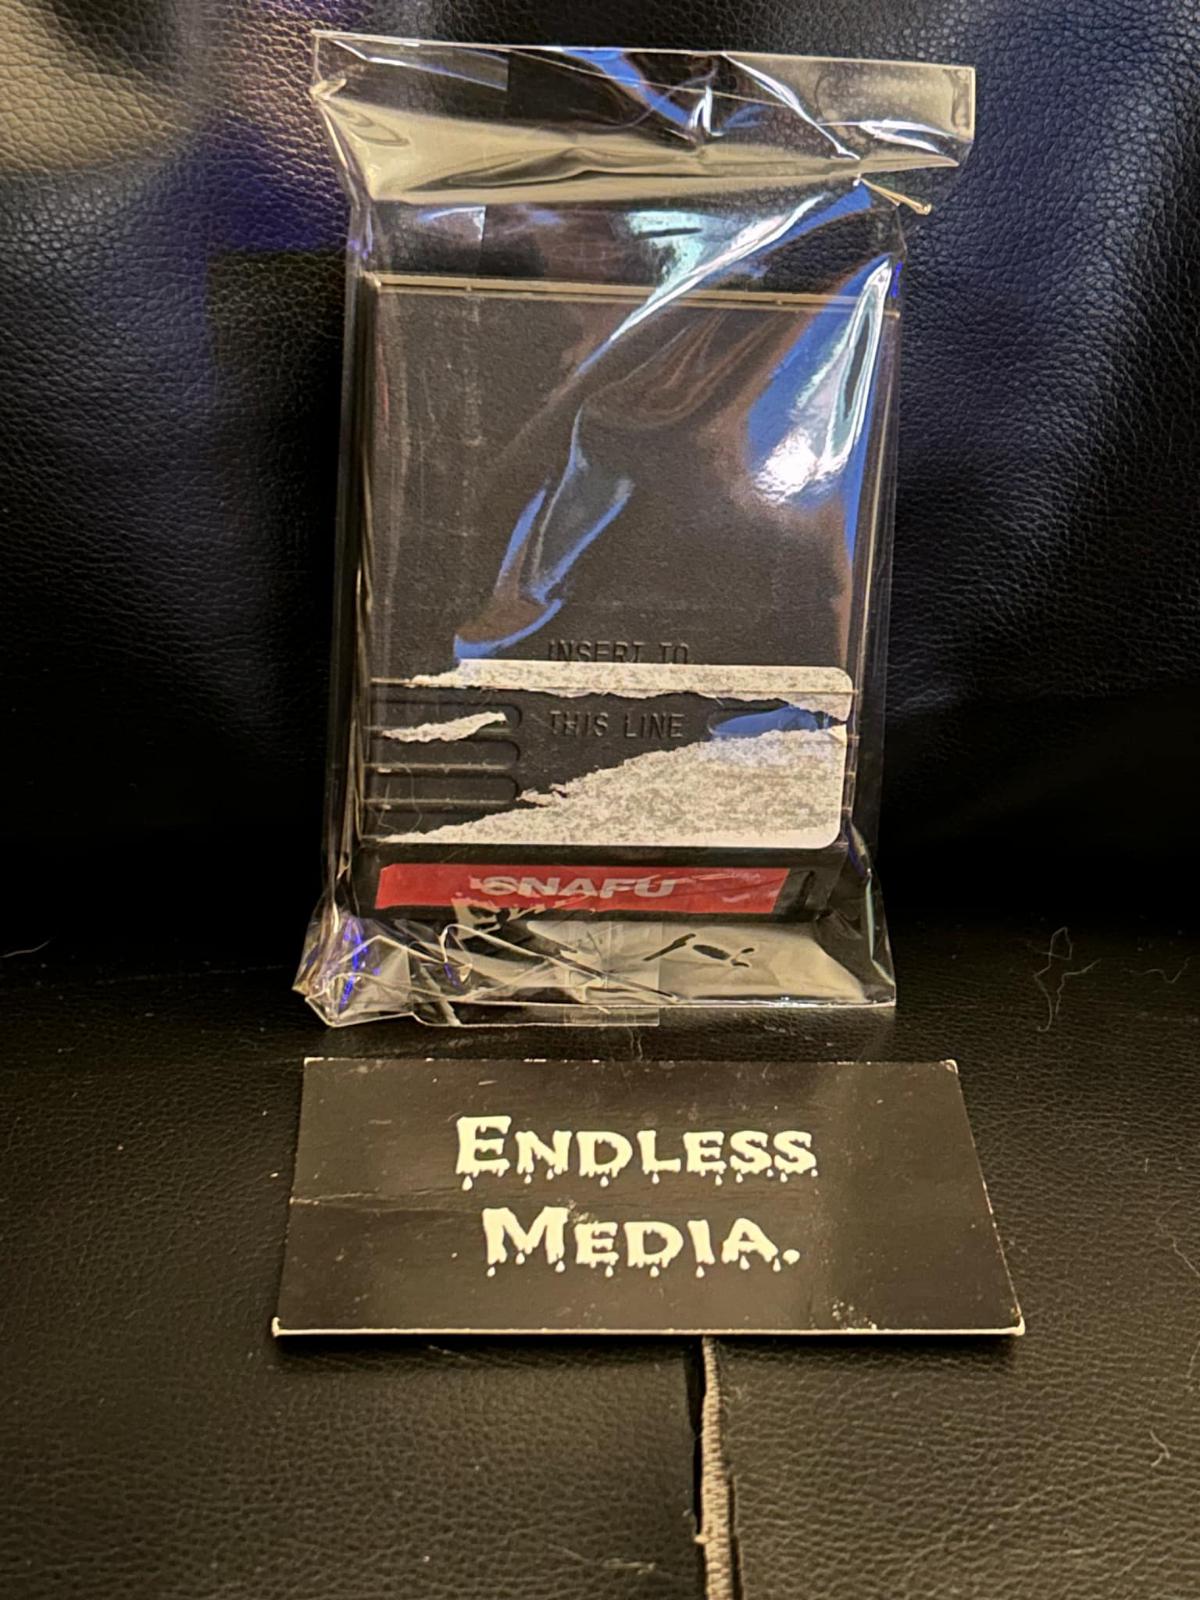 INSERT TO
THIS LINE
SNAFU
ENDLESS
MEDIA.